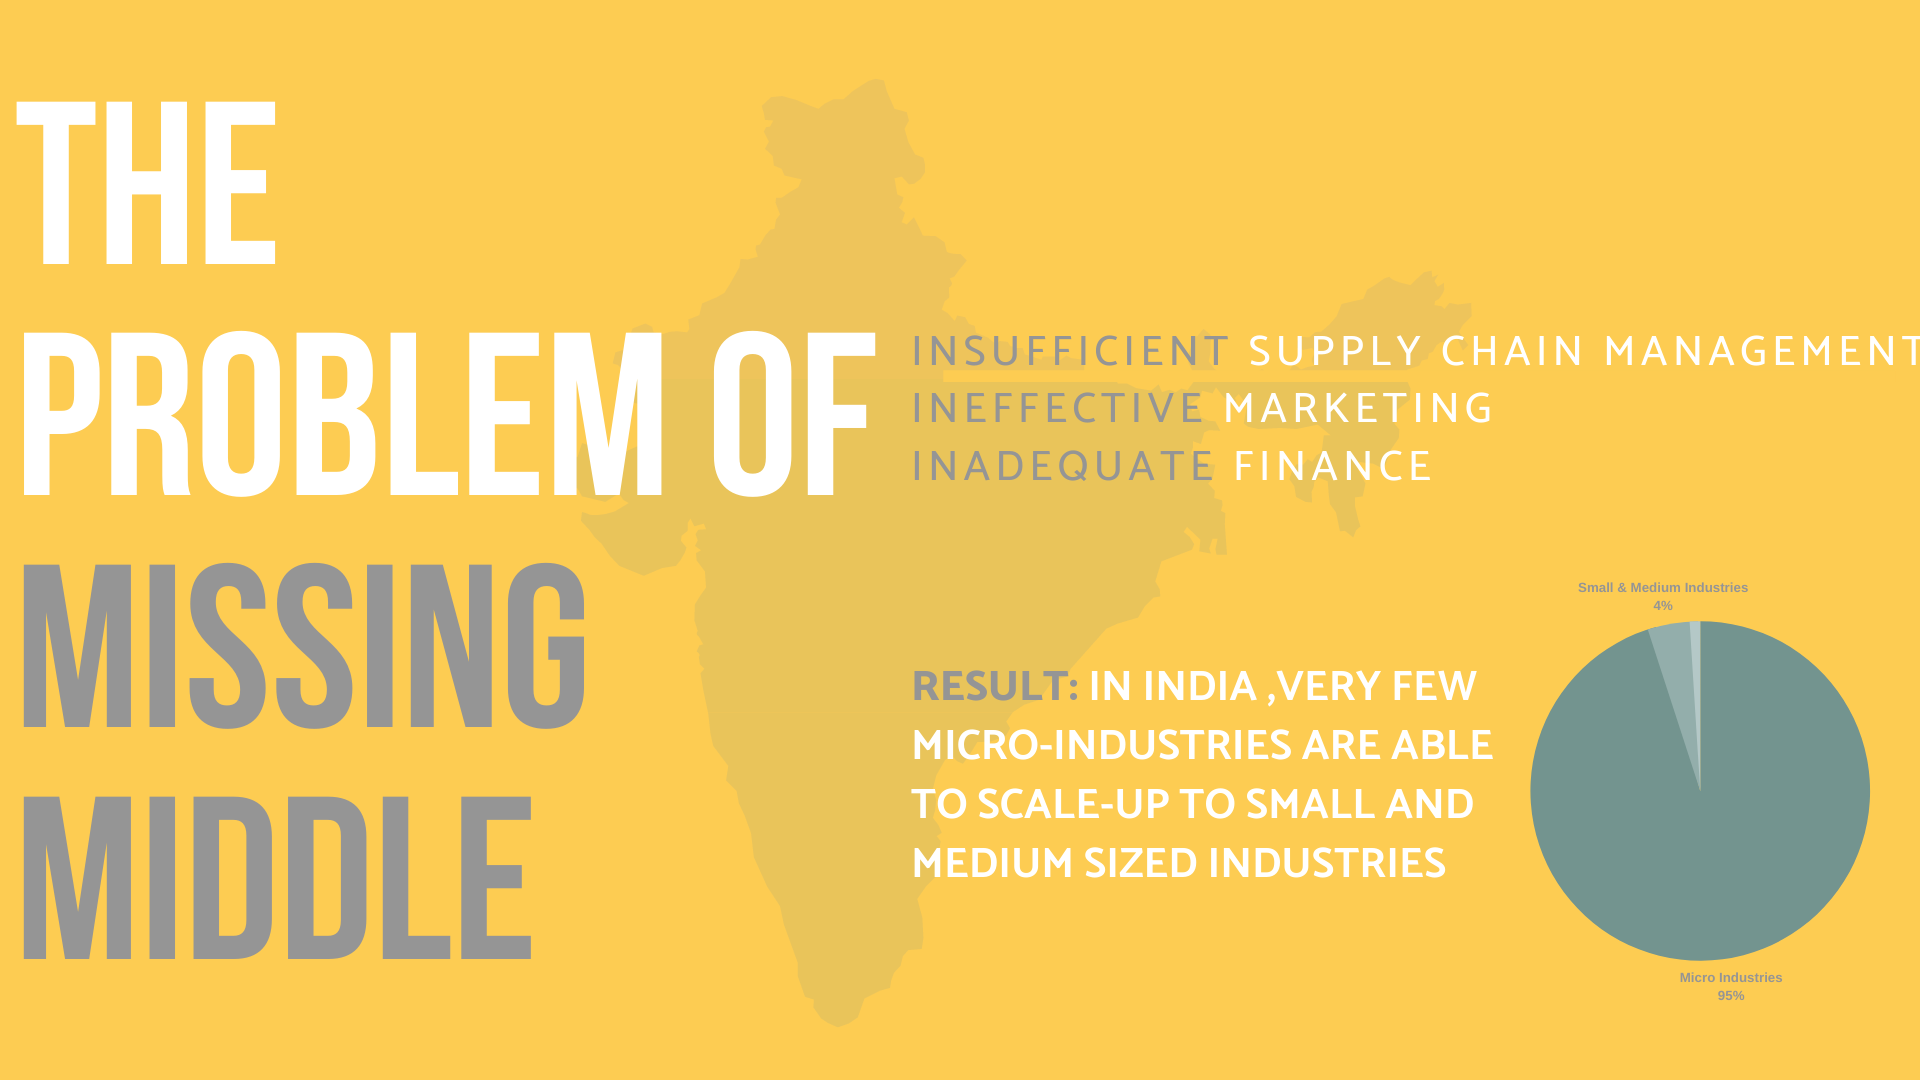 THE
PROBLEM OF
MISSING
MIDDLE
INSUFFICIENT SUPPLY CHAIN MANAGEMENT
INEFFECTIVE MARKETING
INADEQUATE FINANCE
RESULT: IN INDIA ,VERY FEW
MICRO-INDUSTRIES ARE ABLE
TO SCALE-UP TO SMALL AND
MEDIUM SIZED INDUSTRIES
Small & Medium Industries
4%
Micro Industries
95%